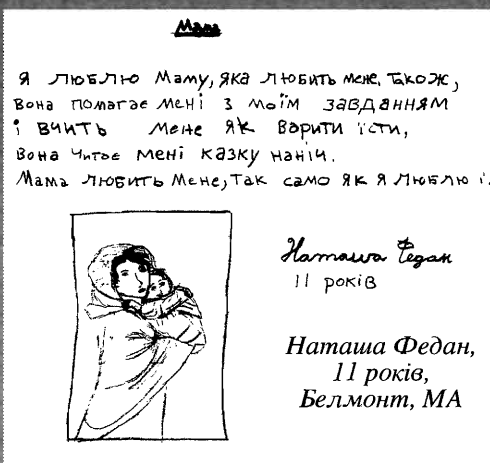 Мама
Я люблю маму, яка любить мене, також,
вона помагає мені з моїм завданням
і вчить мене як варити їсти,
вона читає мені казку наніч.
Мама любить мене, так само як я люблю її.
Наташа Федан
11 років
Наташа Федан,
11 років,
Белмонт, МА